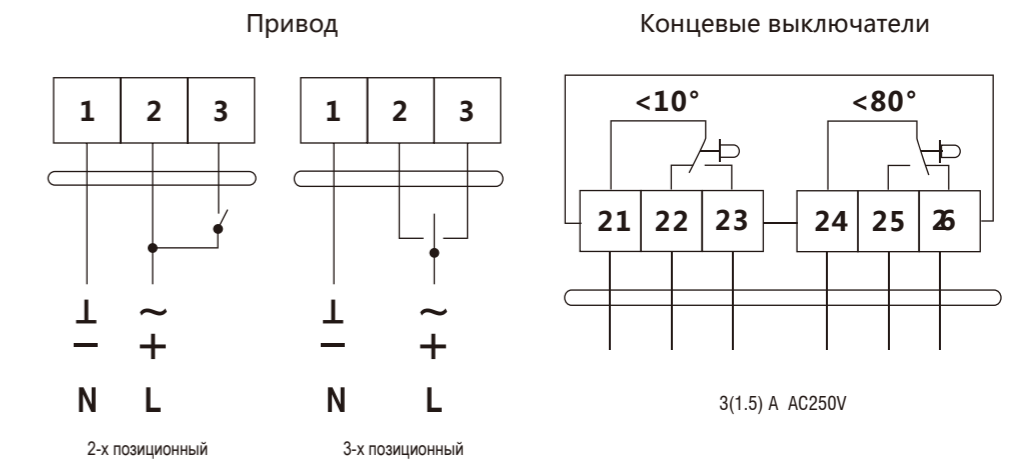 Привод
Концевые выключатели
1 2 3
1 2 3
<10°
<80°
21 22 23
24 25 26
⊥ ~
− +
N L
⊥ ~
− +
N L
3(1.5) A AC250V
2-х позиционный
3-х позиционный